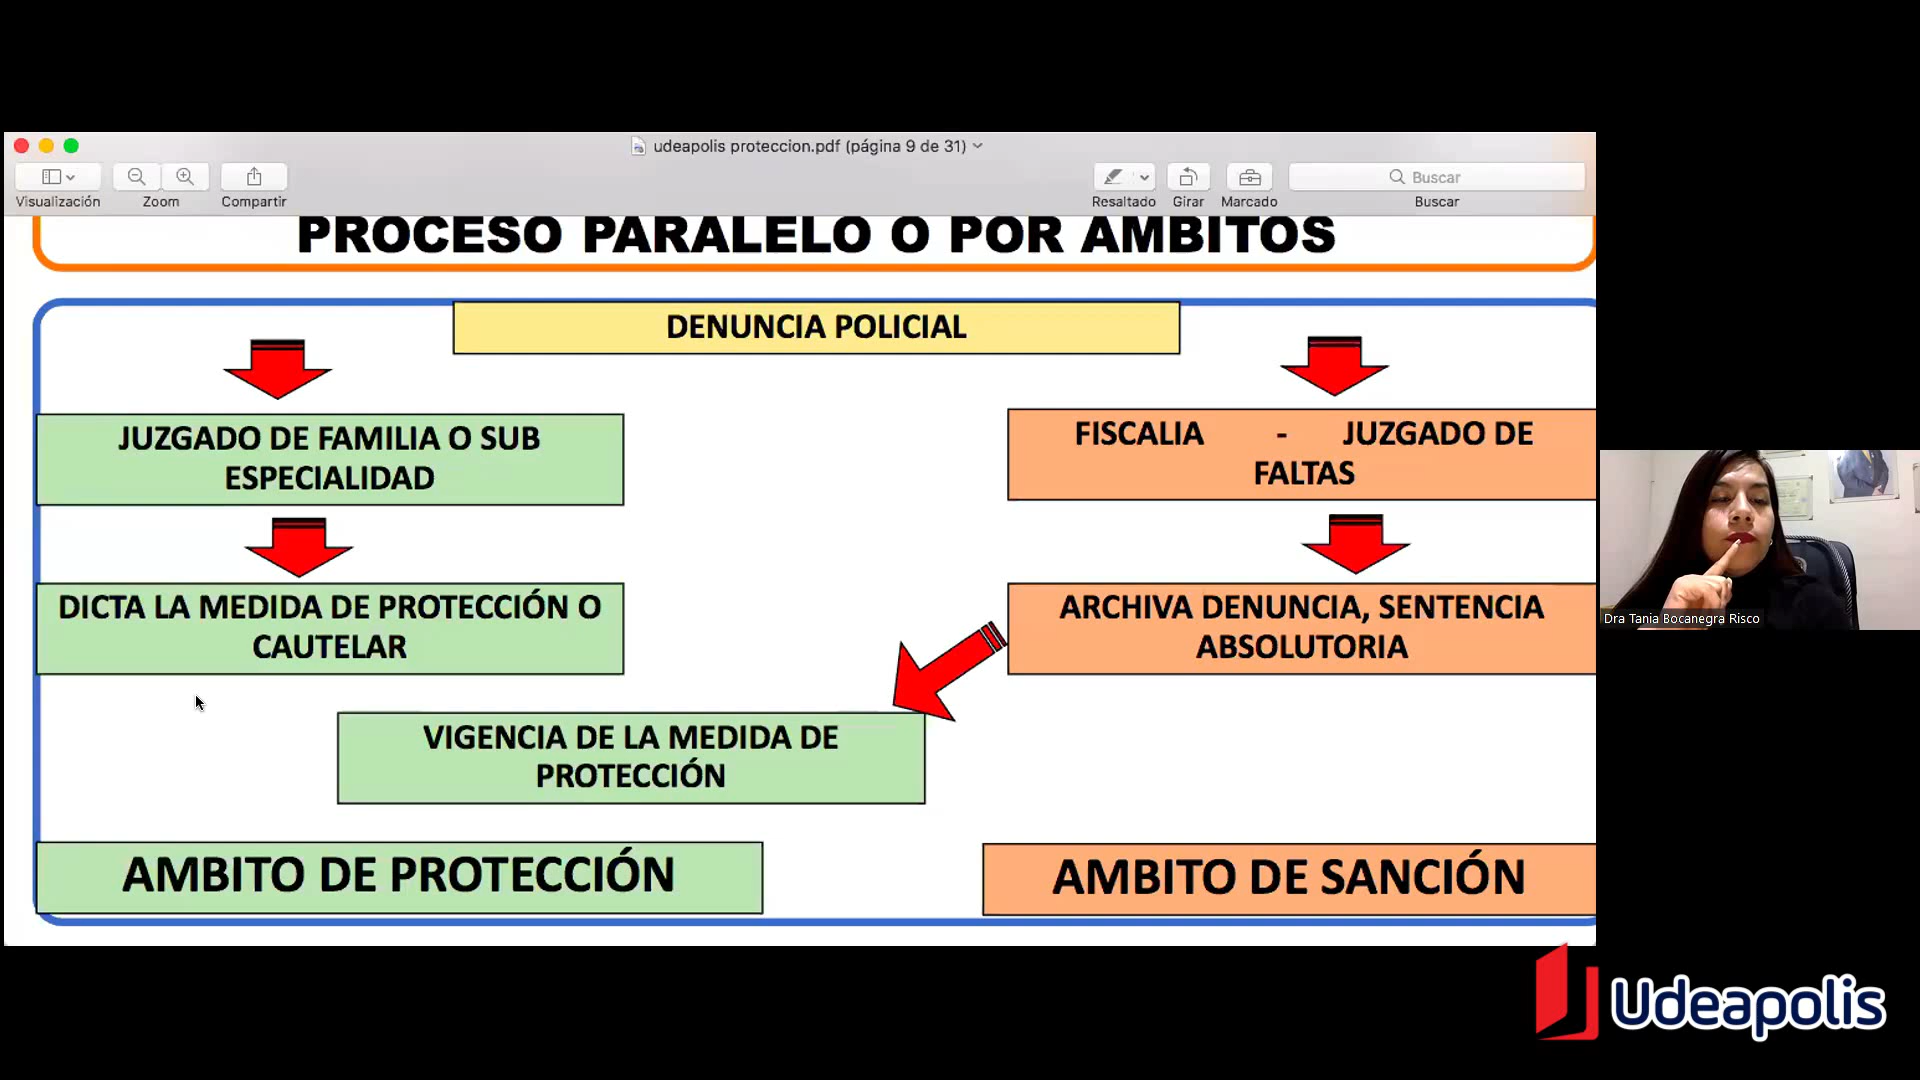 udeapolis proteccion.pdf (página 9 de 31)
Visualización
Zoom
Compartir
Resaltado
Girar
Marcado
Buscar
Buscar
PROCESO PARALELO O POR AMBITOS
DENUNCIA POLICIAL
JUZGADO DE FAMILIA O SUB
ESPECIALIDAD
FISCALIA - JUZGADO DE
FALTAS
DICTA LA MEDIDA DE PROTECCIÓN O
CAUTELAR
ARCHIVA DENUNCIA, SENTENCIA
ABSOLUTORIA
VIGENCIA DE LA MEDIDA DE
PROTECCIÓN
AMBITO DE PROTECCIÓN
AMBITO DE SANCIÓN
Dra Tania Bocanegra Risco
Udeapolis